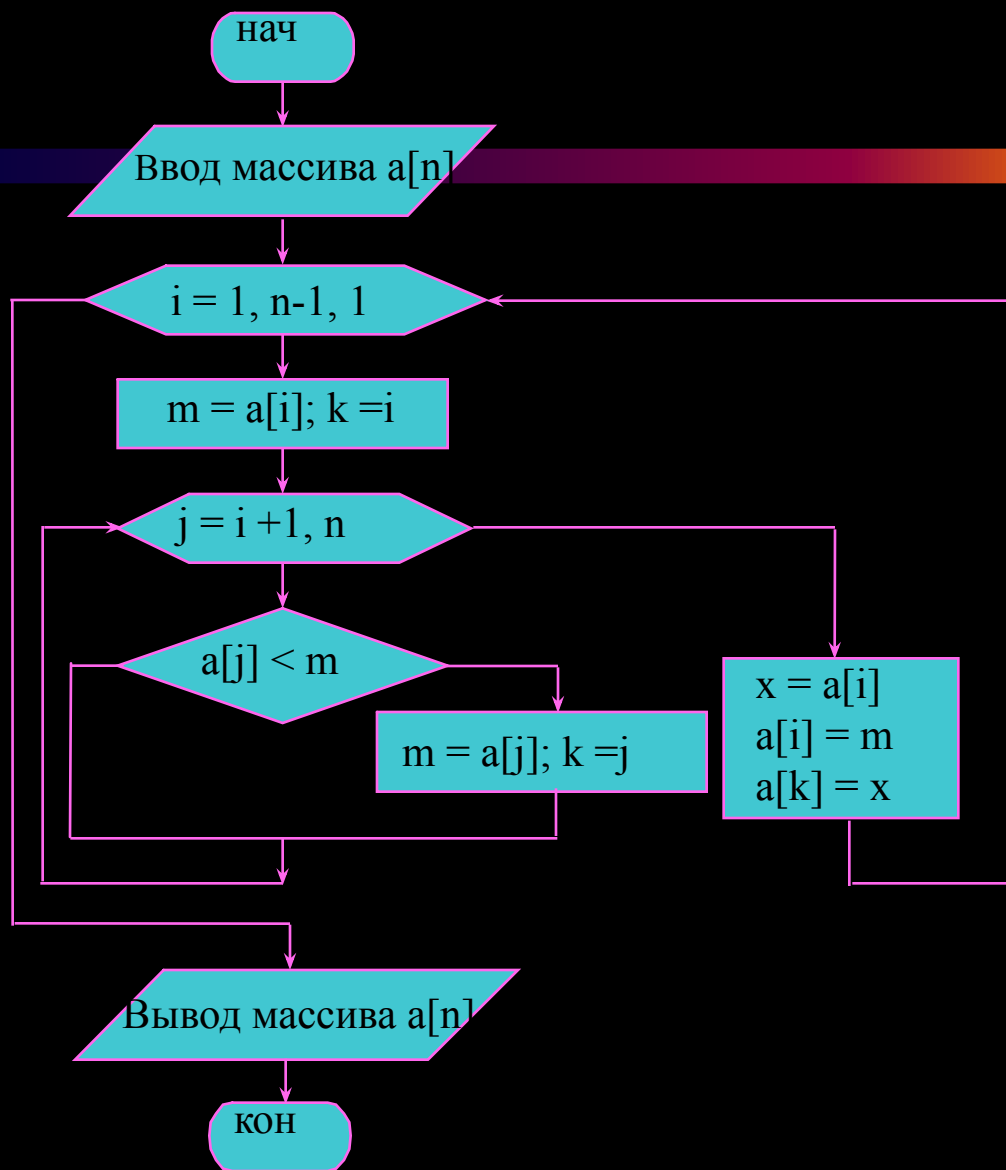 нач
Ввод массива a[n]
i = 1, n-1, 1
m = a[i]; k =i
j = i +1, n
a[j] < m
m = a[j]; k =j
x = a[i]
a[i] = m
a[k] = x
Вывод массива a[n]
кон